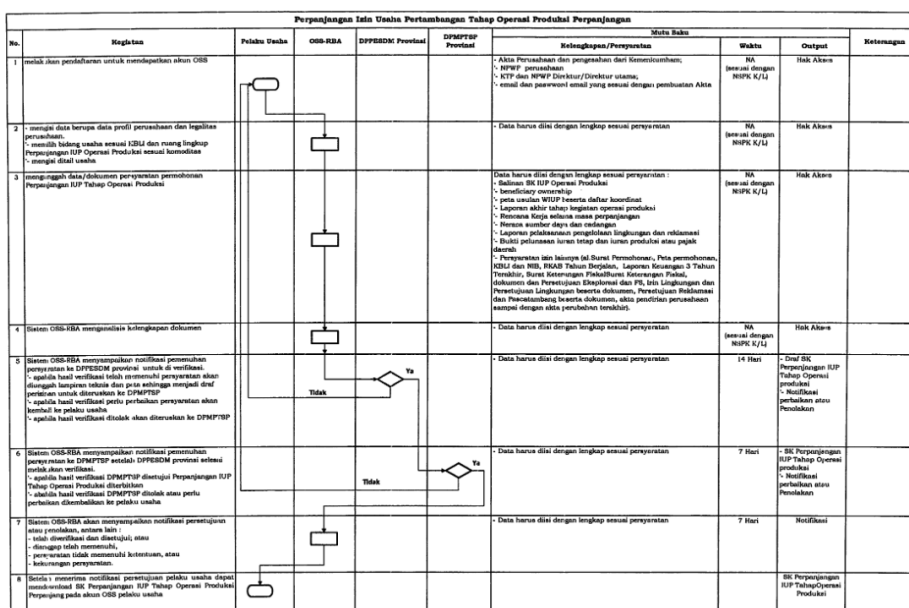 Perpanjangan Izin Usaha Pertambangan Tahap Operasi Produksi Perpanjangan
No.
Kegiatan
Pelaku Usaha
OSS-RBA
DPPESDM Provinsi
DPMPTSP
Provinsi
Mutu Baku
Kelengkapan/Persyaratan
Waktu
Output
Keterangan
1
melakukan pendaftaran untuk mendapatkan akun OSS
- Akta Perusahaan dan pengesahan dari Kemenkumham;
'- NPWP perusahaan
'- KTP dan NPWP Direktur/Direktur utama;
'- email dan password email yang sesuai dengan pembuatan Akta
NA
(sesuai dengan
NSPK K/L)
Hak Akses
2
- mengisi data berupa data profil perusahaan dan legalitas
perusahaan.
'- memilih bidang usaha sesuai KBLI dan ruang lingkup
Perpanjangan IUP Operasi Produksi sesuai komoditas
'- mengisi ditail usaha
- Data harus diisi dengan lengkap sesuai persyaratan
NA
(sesuai dengan
NSPK K/L)
Hak Akses
3
mengunggah data/dokumen persyaratan permohonan
Perpanjangan IUP Tahap Operasi Produksi
Data harus diisi dengan lengkap sesuai persyaratan :
- Salinan SK IUP Operasi Produksi
'- beneficiary ownership
'- peta usulan WIUP beserta daftar koordinat
'- Laporan akhir tahap kegiatan operasi produksi
'- Rencana Kerja selama masa perpanjangan
'- Neraca sumber daya dan cadangan
'- Laporan pelaksanaan pengelolaan lingkungan dan reklamasi
'- Bukti pelunasan iuran tetap dan iuran produksi atau pajak
daerah
'- Persyaratan izin lainnya (al.Surat Permohonan, Peta permohonan,
KBLI dan NIB, RKAB Tahun Berjalan, Laporan Keuangan 3 Tahun
Terakhir, Surat Keterangan FiskalSurat Keterangan Fiskal,
dokumen dan Persetujuan Eksplorasi dan FS, Izin Lingkungan dan
Persetujuan Lingkungan beserta dokumen, Persetujuan Reklamasi
dan Pascatambang beserta dokumen, akta pendirian perusahaan
sampai dengan akta perubahan terakhir).
NA
(sesuai dengan
NSPK K/L)
Hak Akses
4
Sistem OSS-RBA menganalisis kelengkapan dokumen
- Data harus diisi dengan lengkap sesuai persyaratan
NA
(sesuai dengan
NSPK K/L)
Hak Akses
5
Sistem OSS-RBA menyampaikan notifikasi pemenuhan
persyaratan ke DPPESDM provinsi untuk di verifikasi.
'- apabila hasil verifikasi telah memenuhi persyaratan akan
diunggah lampiran teknis dan peta sehingga menjadi draf
perizinan untuk diteruskan ke DPMPTSP
'- apabila hasil verifikasi perlu perbaikan persyaratan akan
kembali ke pelaku usaha
'- apabila hasil verifikasi ditolak akan diteruskan ke DPMPTSP
Ya
Tidak
- Data harus diisi dengan lengkap sesuai persyaratan
14 Hari
- Draf SK
Perpanjangan IUP
Tahap Operasi
produksi
- Notifikasi
perbaikan atau
Penolakan
6
Sistem OSS-RBA menyampaikan notifikasi pemenuhan
persyaratan ke DPMPTSP setelah DPPESDM provinsi selesai
melakukan verifikasi.
'- apabila hasil verifikasi DPMPTSP disetujui Perpanjangan IUP
Tahap Operasi Produksi diterbitkan
'- ababila hasil verifikasi DPMPTSP ditolak atau perlu
perbaikan dikembalikan ke pelaku usaha
Ya
Tidak
- Data harus diisi dengan lengkap sesuai persyaratan
7 Hari
- SK Perpanjangan
IUP Tahap Operasi
produksi
- Notifikasi
perbaikan atau
Penolakan
7
Sistem OSS-RBA akan menyampaikan notifikasi persetujuan
atau penolakan, antara lain :
- telah diverifikasi dan disetujui; atau
- dianggap telah memenuhi,
- persyaratan tidak memenuhi ketentuan, atau
- kekurangan persyaratan.
- Data harus diisi dengan lengkap sesuai persyaratan
7 Hari
Notifikasi
8
Setelah menerima notifikasi persetujuan pelaku usaha dapat
mendownload SK Perpanjangan IUP Tahap Operasi Produksi
Perpanjang pada akun OSS pelaku usaha
SK Perpanjangan
IUP TahapOperasi
Produksi